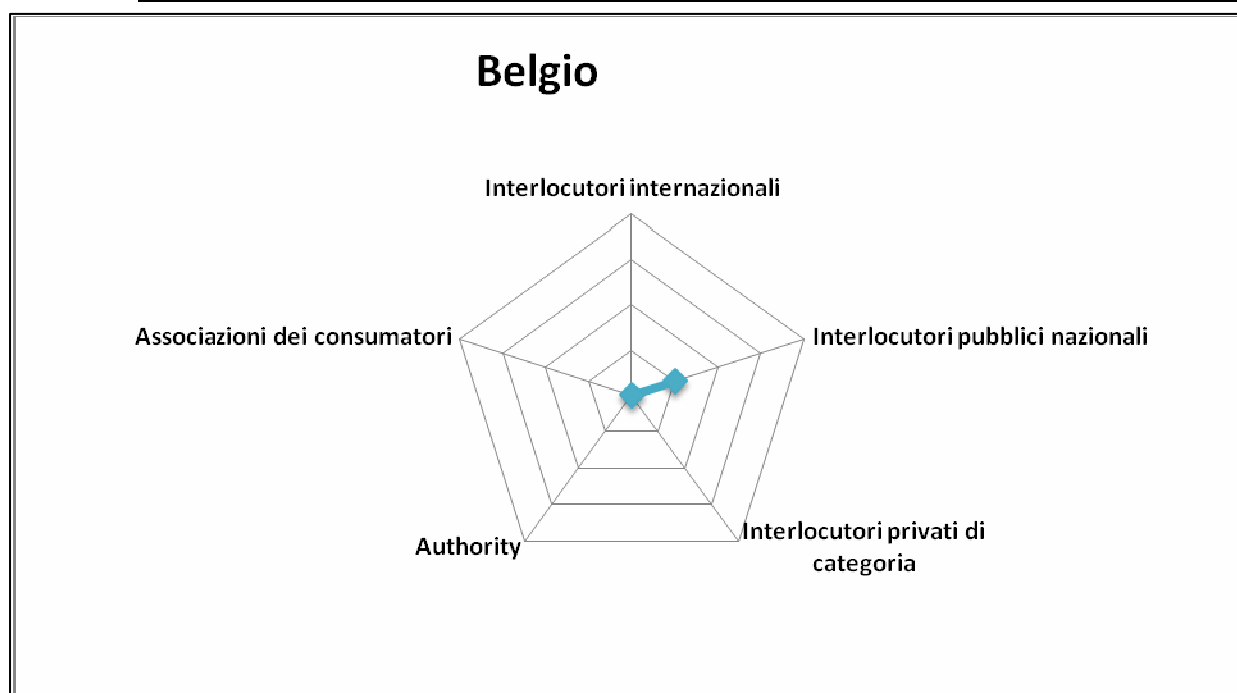 Belgio
Interlocutori internazionali
Associazioni dei consumatori
Interlocutori pubblici nazionali
Authority
Interlocutori privati di
categoria